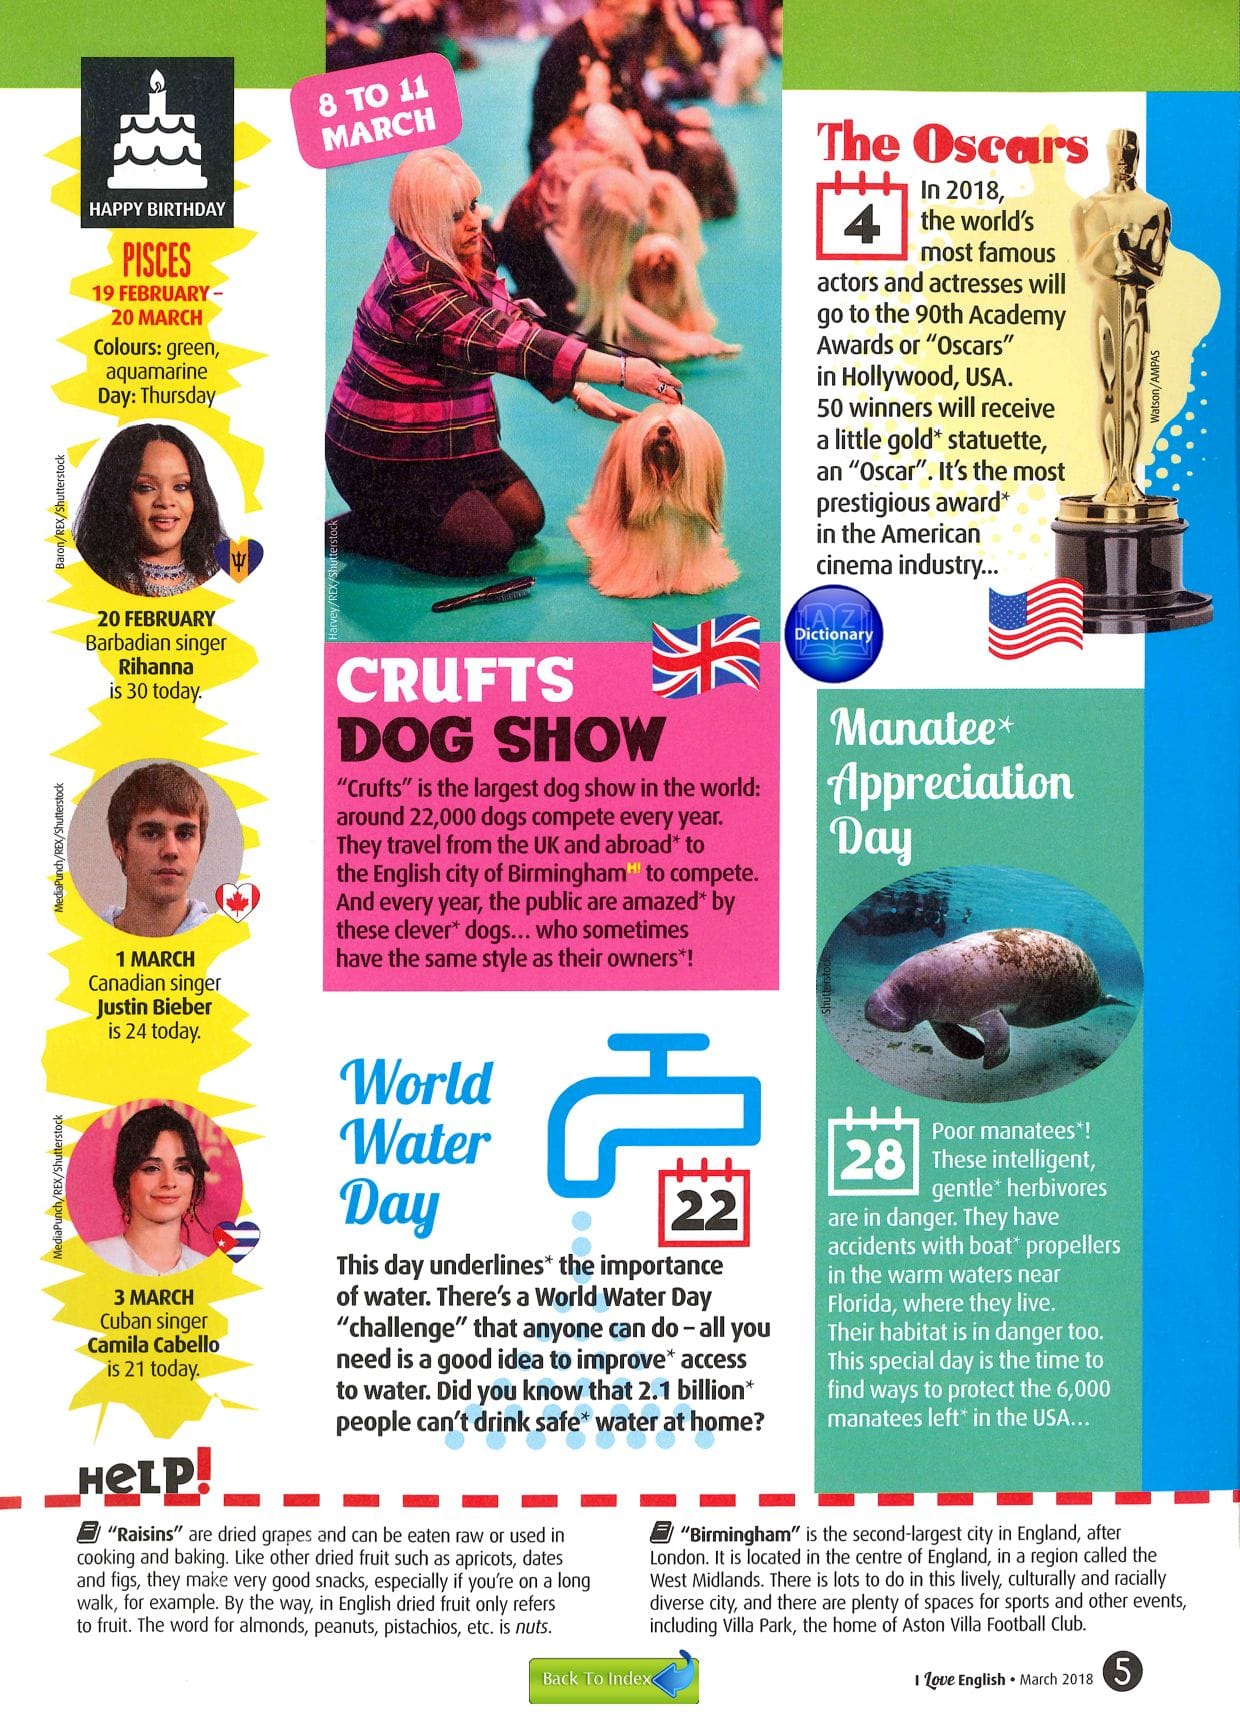 HAPPY BIRTHDAY
PISCES
19 FEBRUARY –
20 MARCH
Colours: green,
aquamarine
Day: Thursday
Baron/REX/Shutterstock
20 FEBRUARY
Barbadian singer
Rihanna
is 30 today.
MediaPunch/REX/Shutterstock
1 MARCH
Canadian singer
Justin Bieber
is 24 today.
MediaPunch/REX/Shutterstock
3 MARCH
Cuban singer
Camila Cabello
is 21 today.
8 TO 11
MARCH
Harvey/REX/Shutterstock
CRUFTS
DOG SHOW
“Crufts” is the largest dog show in the world:
around 22,000 dogs compete every year.
They travel from the UK and abroad* to
the English city of BirminghamH! to compete.
And every year, the public are amazed* by
these clever* dogs... who sometimes
have the same style as their owners*!
World
Water
Day
22
This day underlines* the importance
of water. There’s a World Water Day
“challenge” that anyone can do – all you
need is a good idea to improve* access
to water. Did you know that 2.1 billion*
people can’t drink safe* water at home?
The Oscars
4
In 2018,
the world’s
most famous
actors and actresses will
go to the 90th Academy
Awards or “Oscars”
in Hollywood, USA.
50 winners will receive
a little gold* statuette,
an “Oscar”. It’s the most
prestigious award*
in the American
cinema industry...
Watson/AMPAS
A Z
Dictionary
Manatee*
Appreciation
Day
Shutterstock
28
Poor manatees*!
These intelligent,
gentle* herbivores
are in danger. They have
accidents with boat* propellers
in the warm waters near
Florida, where they live.
Their habitat is in danger too.
This special day is the time to
find ways to protect the 6,000
manatees left* in the USA...
HELP!
“Raisins” are dried grapes and can be eaten raw or used in
cooking and baking. Like other dried fruit such as apricots, dates
and figs, they make very good snacks, especially if you’re on a long
walk, for example. By the way, in English dried fruit only refers
to fruit. The word for almonds, peanuts, pistachios, etc. is nuts.
“Birmingham” is the second-largest city in England, after
London. It is located in the centre of England, in a region called the
West Midlands. There is lots to do in this lively, culturally and racially
diverse city, and there are plenty of spaces for sports and other events,
including Villa Park, the home of Aston Villa Football Club.
Back To Index
I Love English • March 2018 5